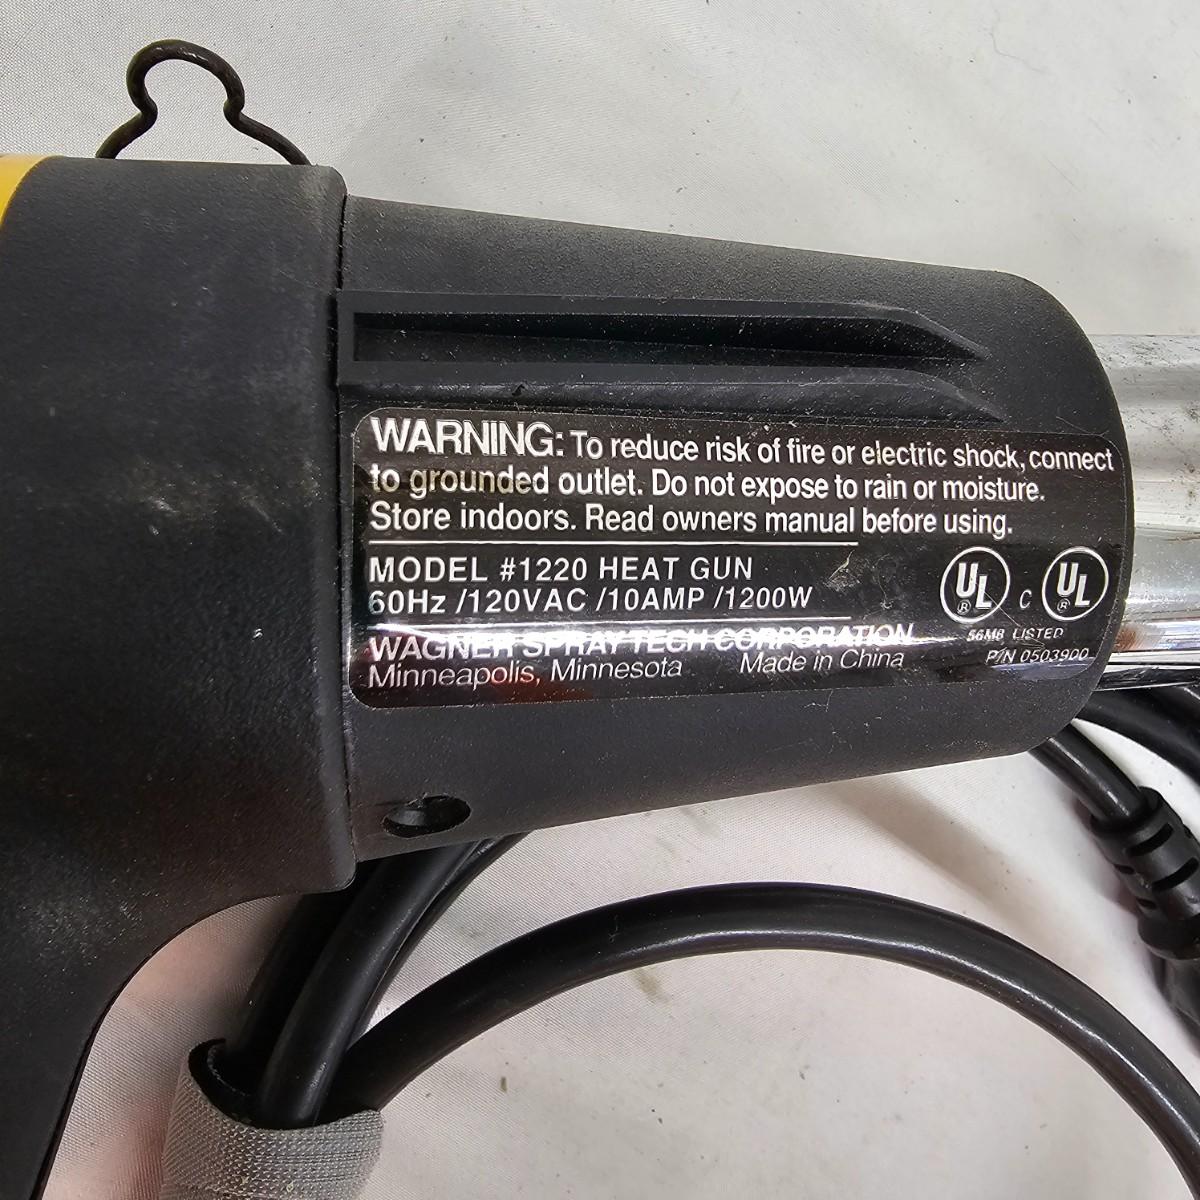 WARNING: To reduce risk of fire or electric shock, connect
to grounded outlet. Do not expose to rain or moisture.
Store indoors. Read owners manual before using.
MODEL #1220 HEAT GUN
60Hz /120VAC /10AMP /1200W
UL ® C UL ®
WAGNER SPRAY TECH CORPORATION
56M8 LISTED
Minneapolis, Minnesota Made in China
P/N 0503900